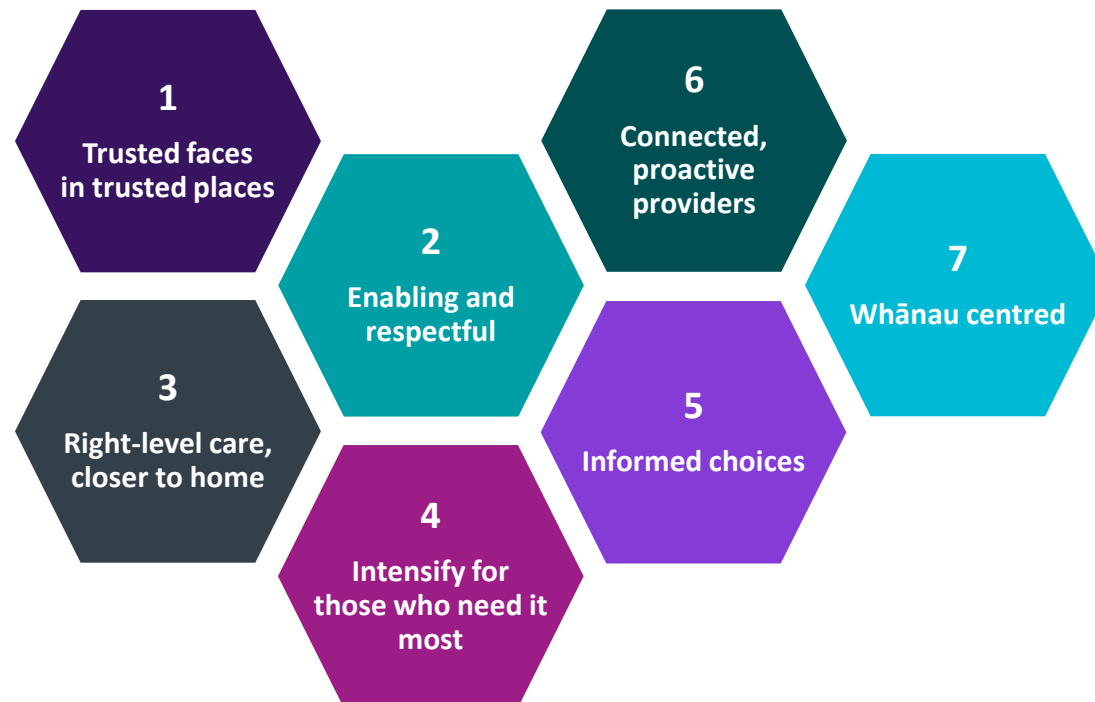 1
Trusted faces
in trusted places
2
Enabling and
respectful
3
Right-level care,
closer to home
4
Intensify for
those who need it
most
5
Informed choices
6
Connected,
proactive
providers
7
Whānau centred